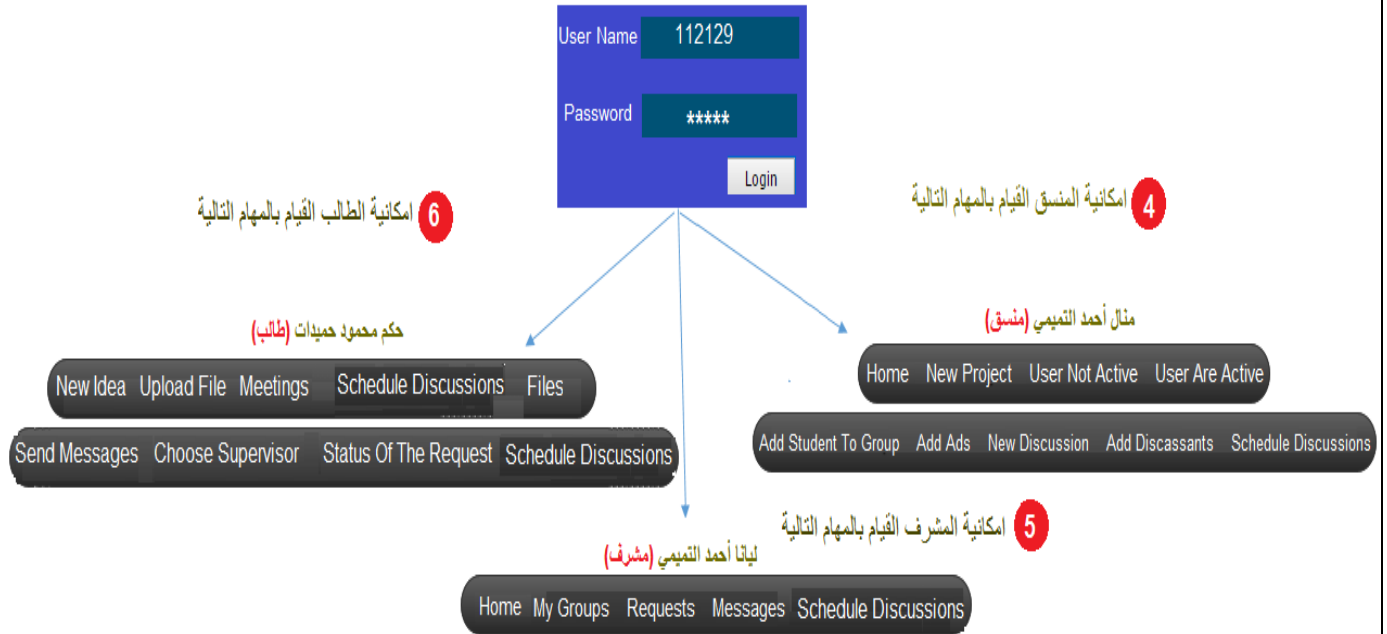 User Name 112129
Password *****
Login
4 امكانية المنسق القيام بالمهام التالية
6 امكانية الطالب القيام بالمهام التالية
منال أحمد التميمي (منسق)
Home New Project User Not Active User Are Active
Add Student To Group Add Ads New Discussion Add Discassants Schedule Discussions
حكم محمود حميدات (طالب)
New Idea Upload File Meetings Schedule Discussions Files
Send Messages Choose Supervisor Status Of The Request Schedule Discussions
5 امكانية المشرف القيام بالمهام التالية
ليانا أحمد التميمي (مشرف)
Home My Groups Requests Messages Schedule Discussions